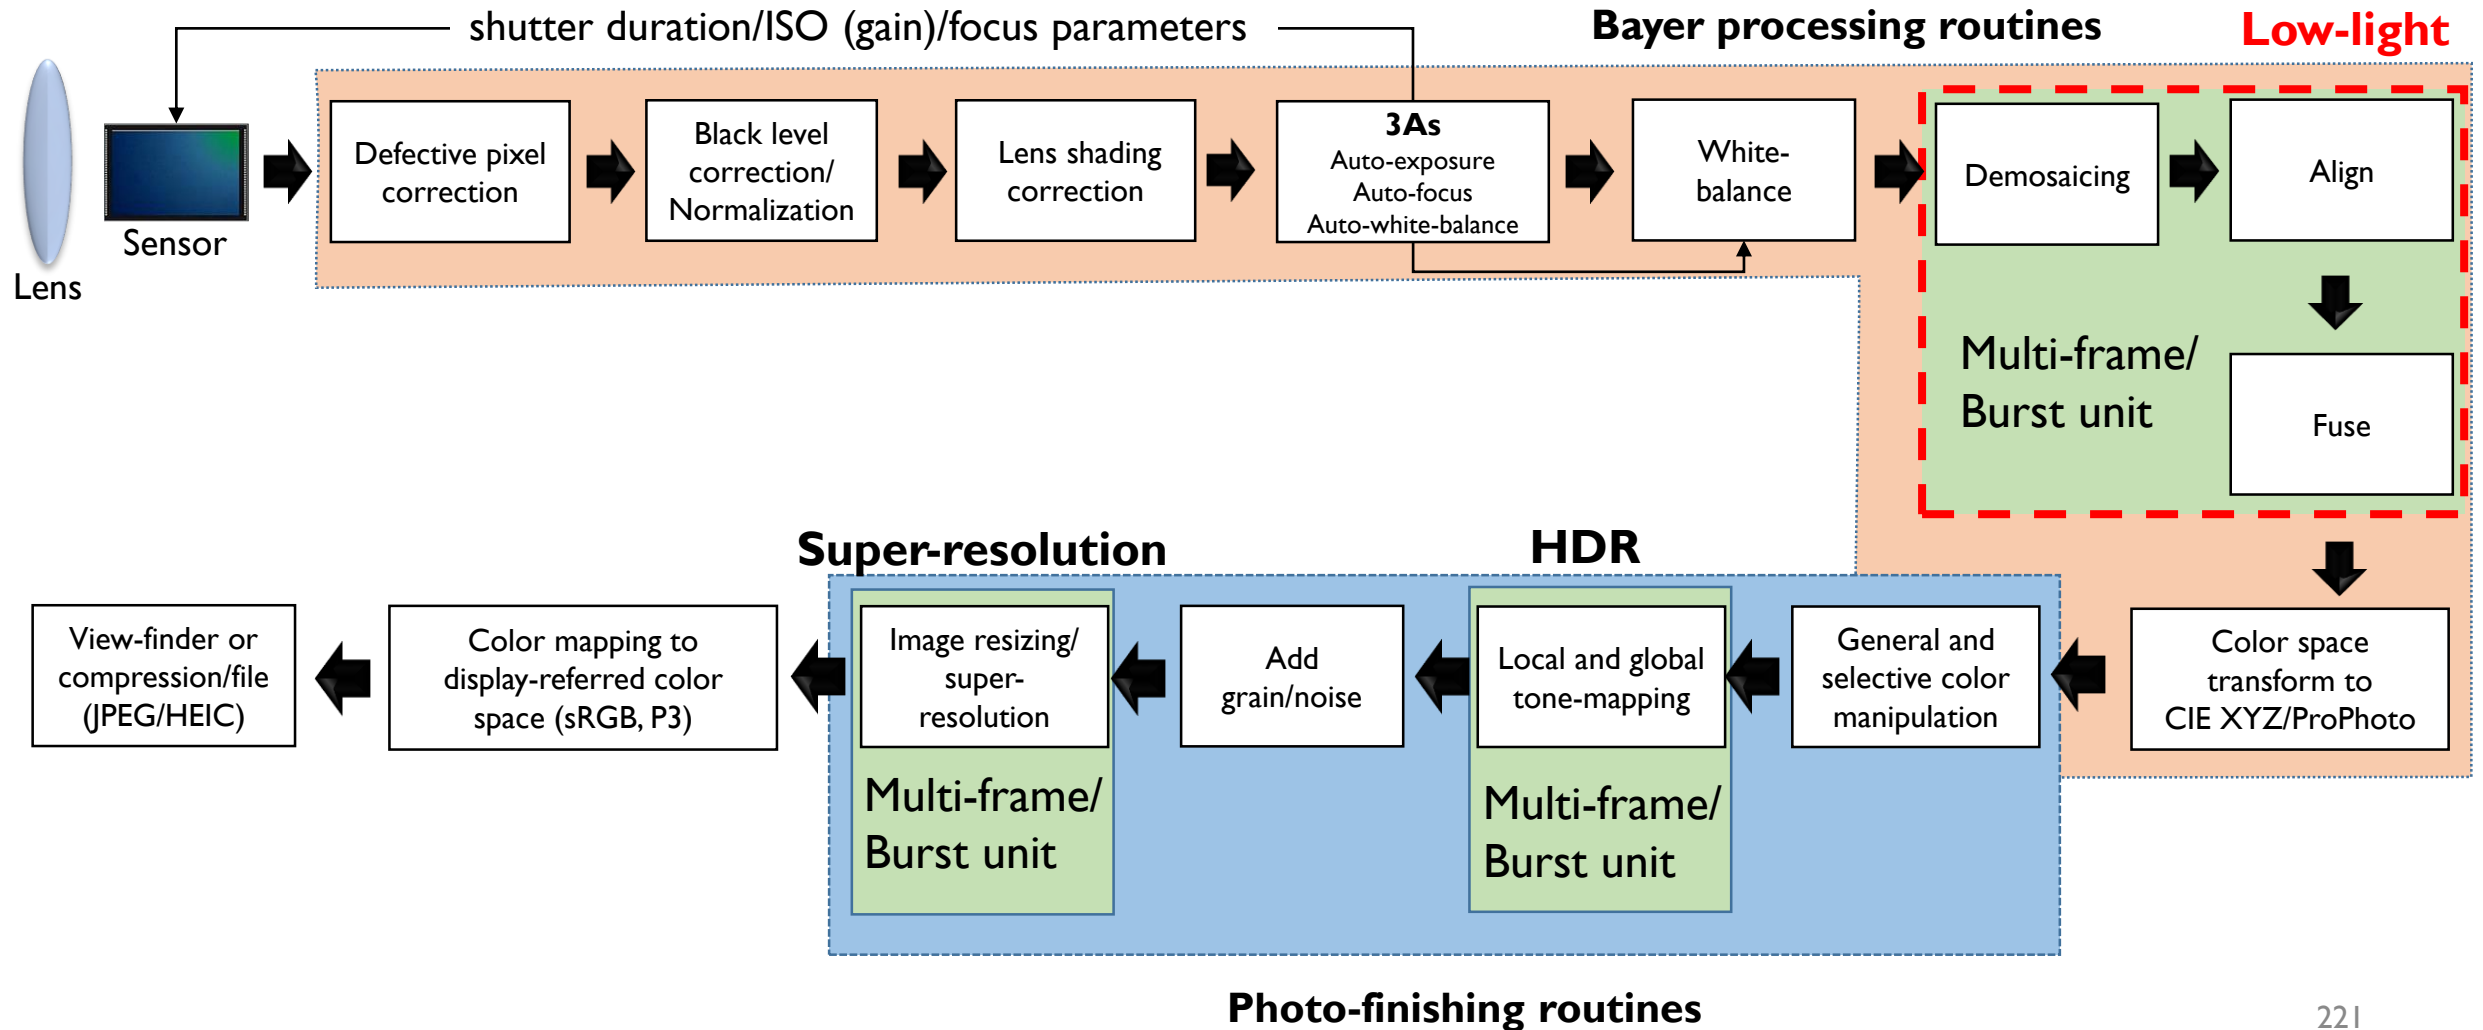 shutter duration/ISO (gain)/focus parameters
Bayer processing routines
Low-light
Lens
Sensor
Defective pixel
correction
Black level
correction/
Normalization
Lens shading
correction
3As
Auto-exposure
Auto-focus
Auto-white-balance
White-
balance
Demosaicing
Align
Multi-frame/
Burst unit
Fuse
Super-resolution
HDR
View-finder or
compression/file
(JPEG/HEIC)
Color mapping to
display-referred color
space (sRGB, P3)
Image resizing/
super-
resolution
Multi-frame/
Burst unit
Add
grain/noise
Local and global
tone-mapping
Multi-frame/
Burst unit
General and
selective color
manipulation
Color space
transform to
CIE XYZ/ProPhoto
Photo-finishing routines
221